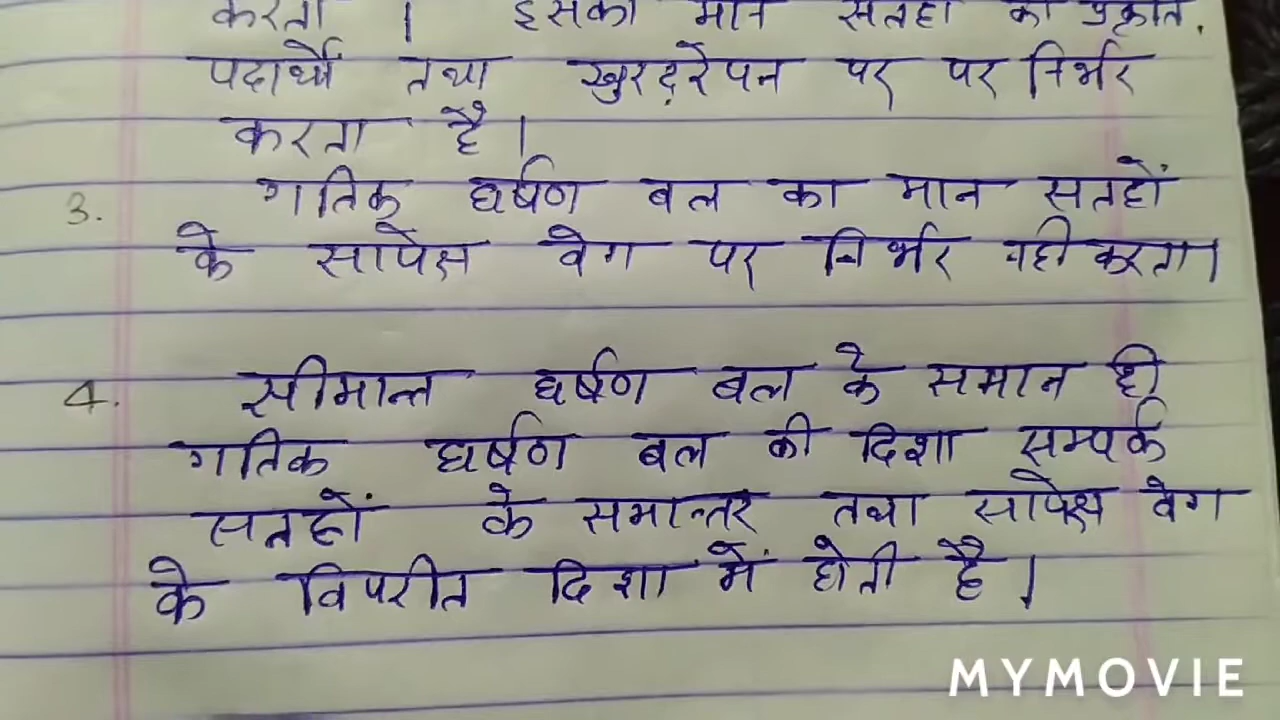 करता । इसका मान सतहों की प्रकृति,
पदार्थों तथा खुरदरेपन पर पर निर्भर
करता है।
3. गतिक घर्षण बल का मान सतहों
के सापेक्ष वेग पर निर्भर नही करता।
4. सीमान्त घर्षण बल के समान ही
गतिक घर्षण बल की दिशा सम्पर्क
सतहों के समान्तर तथा सापेक्ष वेग
के विपरीत दिशा में होती है।
MYMOVIE